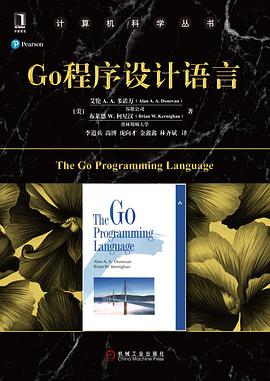 华章教育
计算机科学丛书
Pearson
Go程序设计语言
艾伦 A. A. 多诺万（Alan A. A. Donovan）
谷歌公司
[美]
著
布莱恩 W. 柯尼汉（Brian W. Kernighan）
普林斯顿大学
李道兵 高博 庞向才 金鑫鑫 林齐斌 译
The Go Programming Language
The
Go
Programming
Language
Alan A. A. Donovan
Brian W. Kernighan
机械工业出版社
China Machine Press